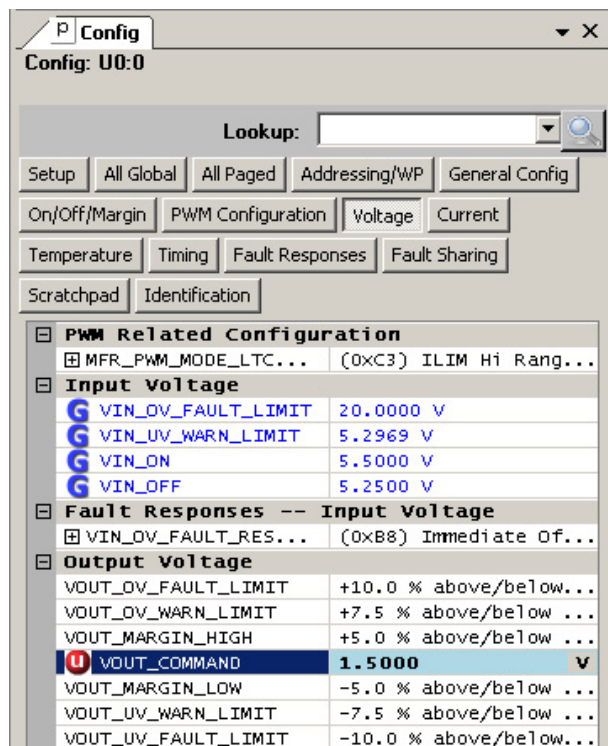 P Config
Config: U0:0
Lookup:
Setup All Global All Paged Addressing/WP General Config
On/Off/Margin PWM Configuration Voltage Current
Temperature Timing Fault Responses Fault Sharing
Scratchpad Identification
PWM Related Configuration
MFR_PWM_MODE_LTC... (0xC3) ILIM Hi Rang...
Input Voltage
G VIN_OV_FAULT_LIMIT 20.0000 V
G VIN_UV_WARN_LIMIT 5.2969 V
G VIN_ON 5.5000 V
G VIN_OFF 5.2500 V
Fault Responses -- Input Voltage
VIN_OV_FAULT_RES... (0xB8) Immediate Of...
Output Voltage
VOUT_OV_FAULT_LIMIT +10.0 % above/below...
VOUT_OV_WARN_LIMIT +7.5 % above/below ...
VOUT_MARGIN_HIGH +5.0 % above/below ...
U VOUT_COMMAND 1.5000 V
VOUT_MARGIN_LOW -5.0 % above/below ...
VOUT_UV_WARN_LIMIT -7.5 % above/below ...
VOUT_UV_FAULT_LIMIT -10.0 % above/below...